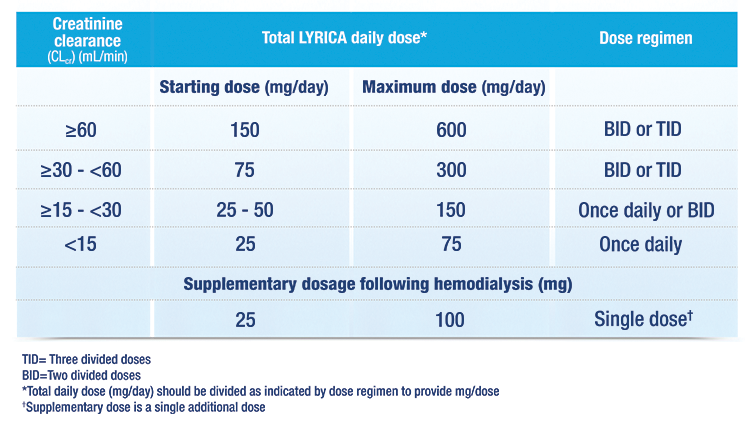 Creatinine clearance (CLcr) (mL/min) Total LYRICA daily dose* Dose regimen
Starting dose (mg/day) Maximum dose (mg/day)
≥60 150 600 BID or TID
≥30 - <60 75 300 BID or TID
≥15 - <30 25 - 50 150 Once daily or BID
<15 25 75 Once daily
Supplementary dosage following hemodialysis (mg)
25 100 Single dose†
TID= Three divided doses
BID=Two divided doses
*Total daily dose (mg/day) should be divided as indicated by dose regimen to provide mg/dose
†Supplementary dose is a single additional dose